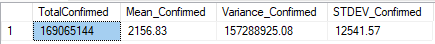 TotalConfirmed Mean_Confirmed Variance_Confirmed STDEV_Confirmed
1 169065144 2156.83 157288925.08 12541.57